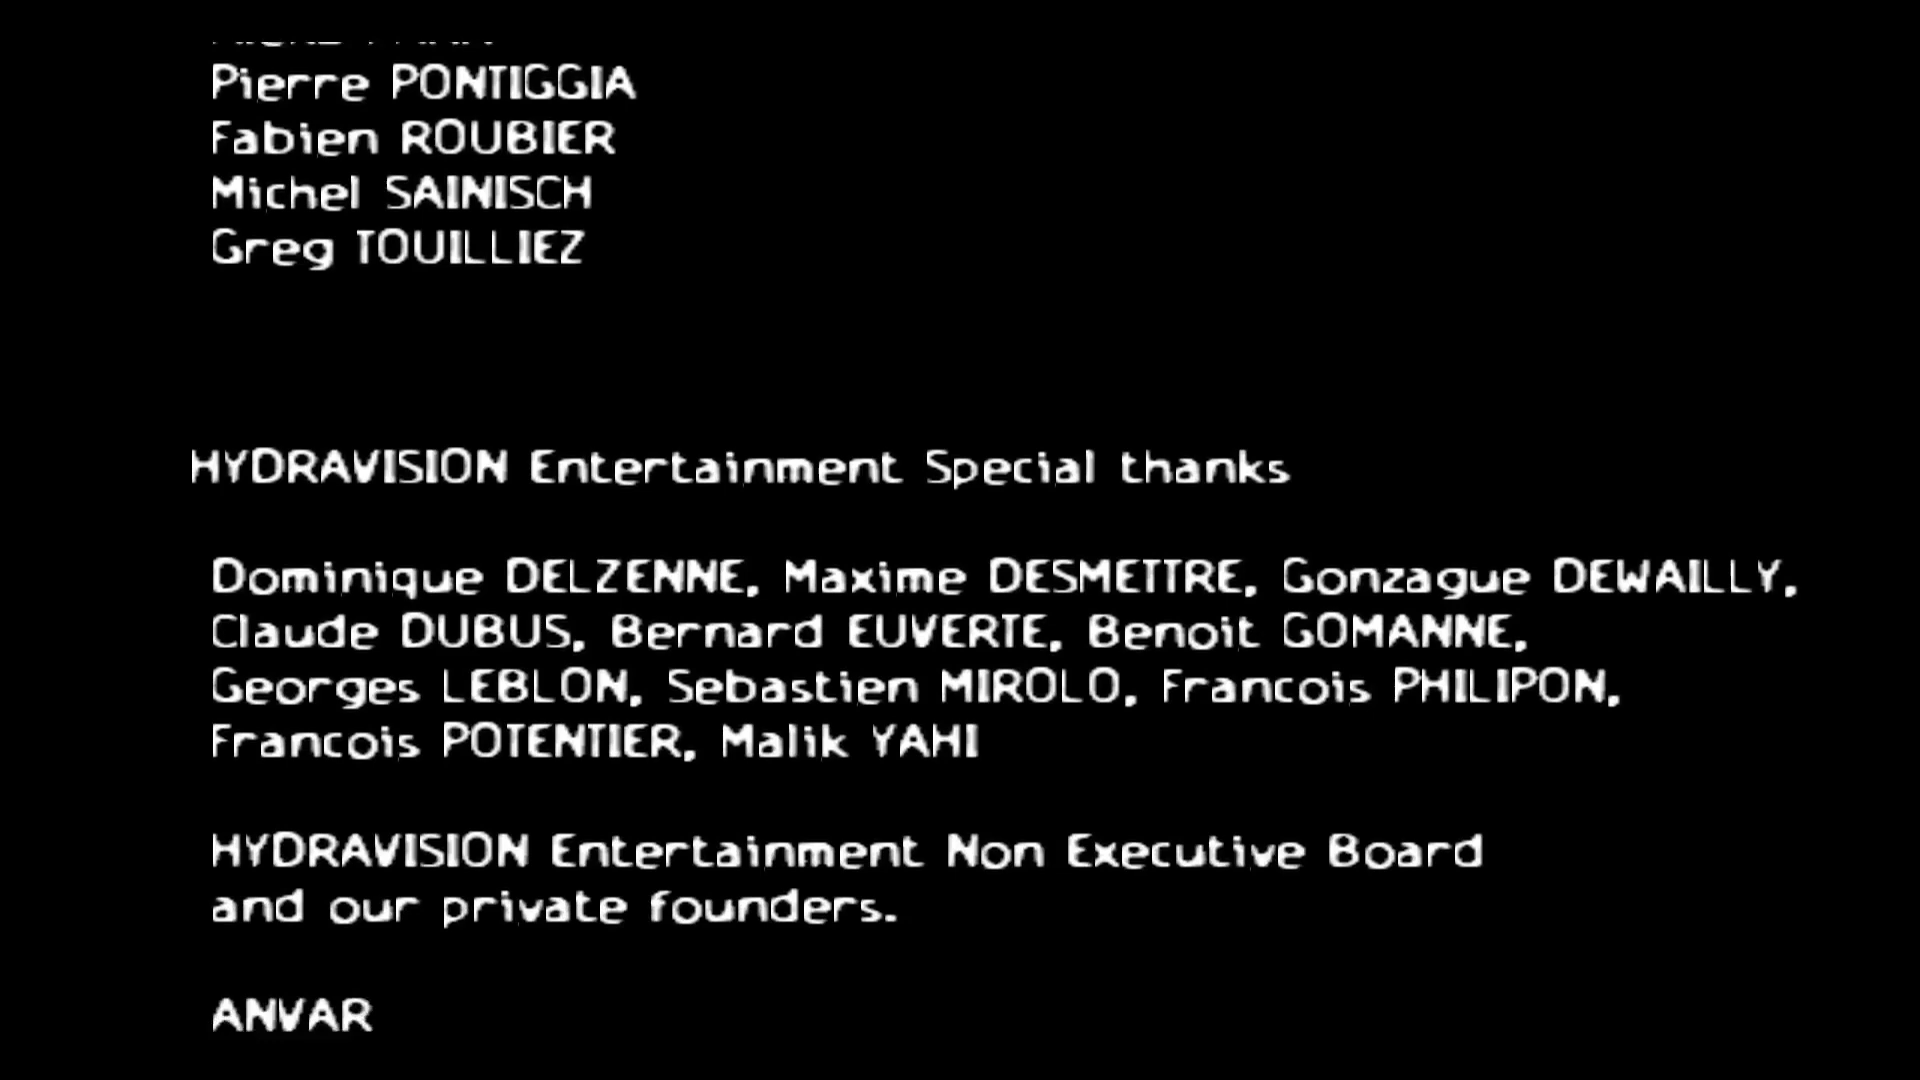 Pierre PONTIGGIA
Fabien ROUBIER
Michel SAINISCH
Greg TOUILLIEZ
HYDRAVISION Entertainment Special thanks
Dominique DELZENNE, Maxime DESMETTRE, Gonzague DEWAILLY,
Claude DUBUS, Bernard EUVERTE, Benoit GOMANNE,
Georges LEBLON, Sebastien MIROLO, Francois PHILIPON,
Francois POTENTIER, Malik YAHI
HYDRAVISION Entertainment Non Executive Board
and our private founders.
ANVAR